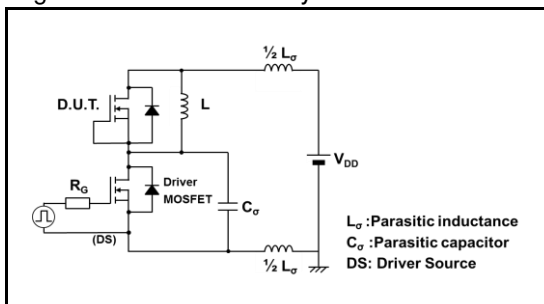 ½ Lσ
D.U.T.
L
VDD
RG
Driver
MOSFET
Cσ
(DS)
½ Lσ
Lσ :Parasitic inductance
Cσ :Parasitic capacitor
DS: Driver Source